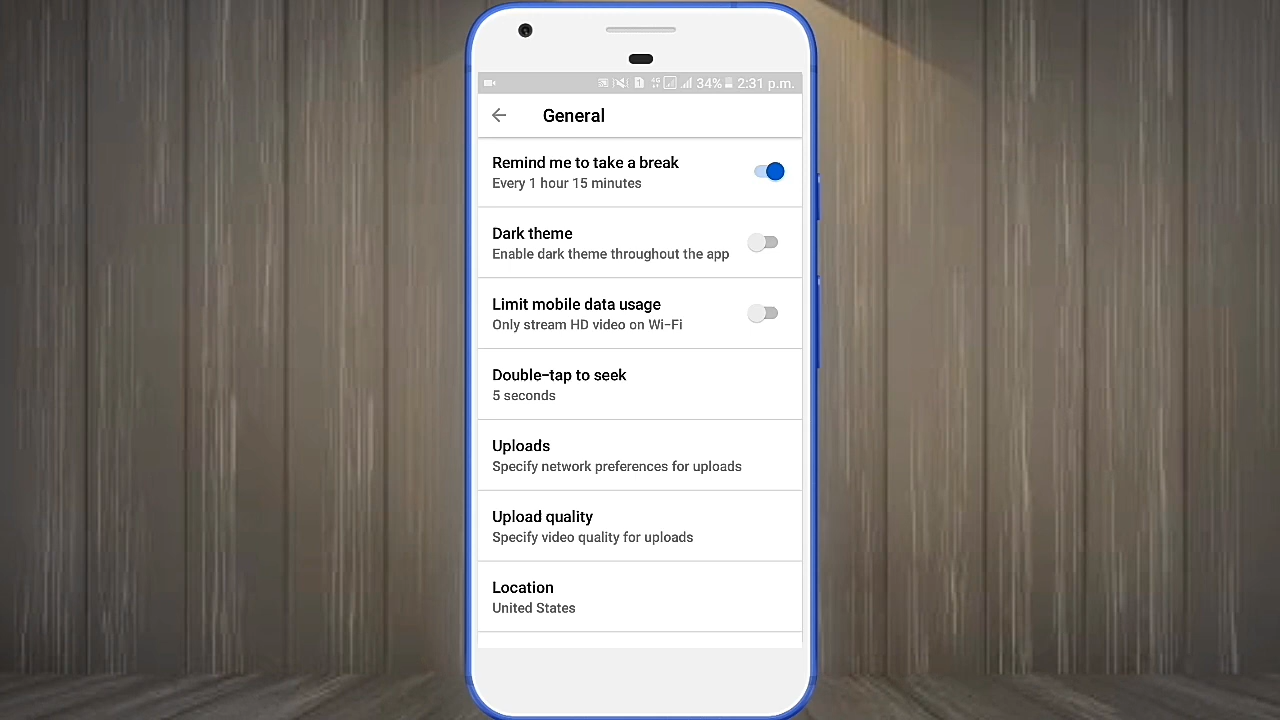 34% 2:31 p.m.
General
Remind me to take a break
Every 1 hour 15 minutes
Dark theme
Enable dark theme throughout the app
Limit mobile data usage
Only stream HD video on Wi-Fi
Double-tap to seek
5 seconds
Uploads
Specify network preferences for uploads
Upload quality
Specify video quality for uploads
Location
United States